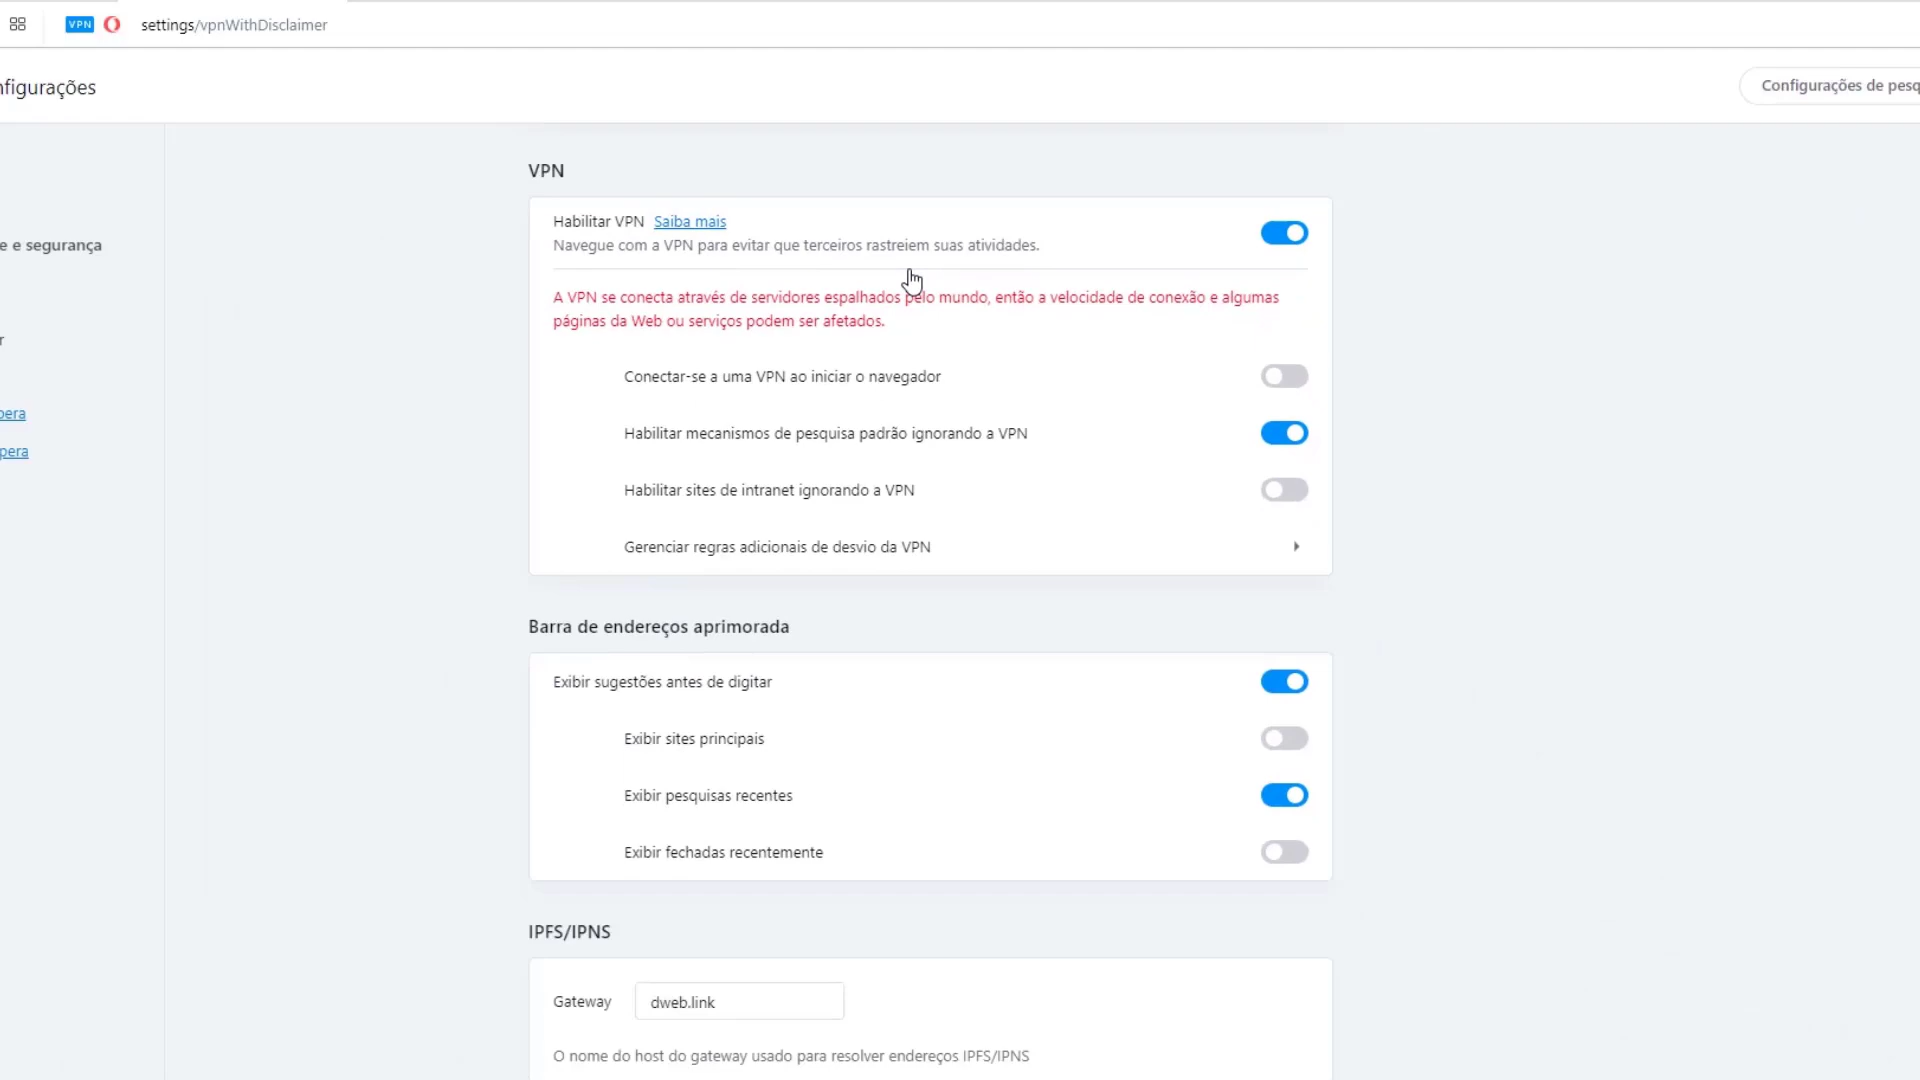 VPN settings/vpnWithDisclaimer
nfigurações
Configurações de pesq
VPN
Habilitar VPN Saiba mais
Navegue com a VPN para evitar que terceiros rastreiem suas atividades.
e e segurança
A VPN se conecta através de servidores espalhados pelo mundo, então a velocidade de conexão e algumas
páginas da Web ou serviços podem ser afetados.
r
Conectar-se a uma VPN ao iniciar o navegador
pera
Habilitar mecanismos de pesquisa padrão ignorando a VPN
pera
Habilitar sites de intranet ignorando a VPN
Gerenciar regras adicionais de desvio da VPN
Barra de endereços aprimorada
Exibir sugestões antes de digitar
Exibir sites principais
Exibir pesquisas recentes
Exibir fechadas recentemente
IPFS/IPNS
Gateway dweb.link
O nome do host do gateway usado para resolver endereços IPFS/IPNS